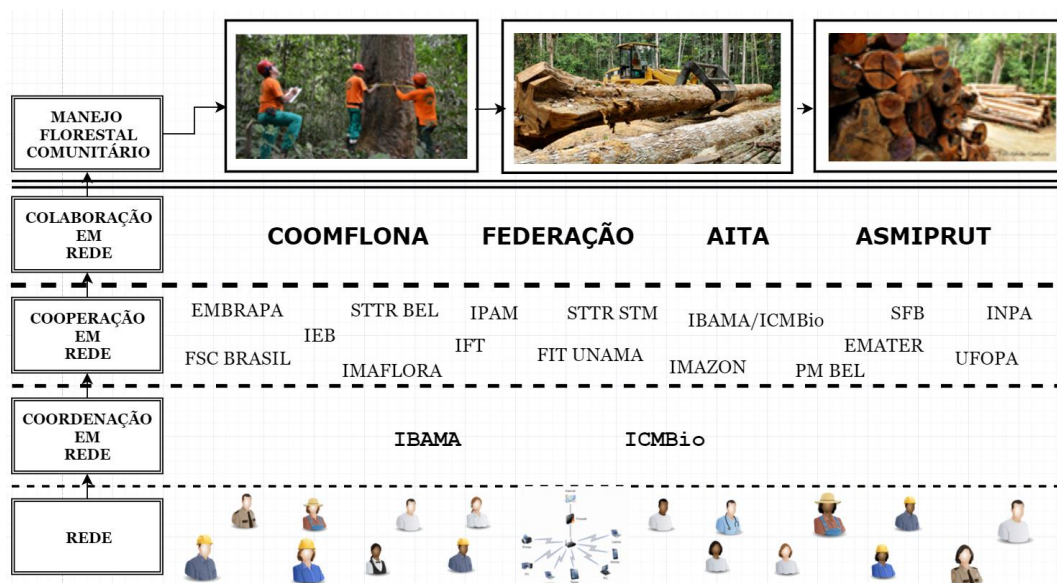 MANEJO
FLORESTAL
COMUNITÁRIO
COLABORAÇÃO
EM
REDE
COOMFLONA FEDERAÇÃO AITA ASMIPRUT
COOPERAÇÃO
EM
REDE
EMBRAPA STTR BEL IPAM STTR STM IBAMA/ICMBio SFB INPA
IEB IFT EMATER
FSC BRASIL IMAFLORA FIT UNAMA IMAZON PM BEL UFOPA
COORDENAÇÃO
EM
REDE
IBAMA ICMBio
REDE